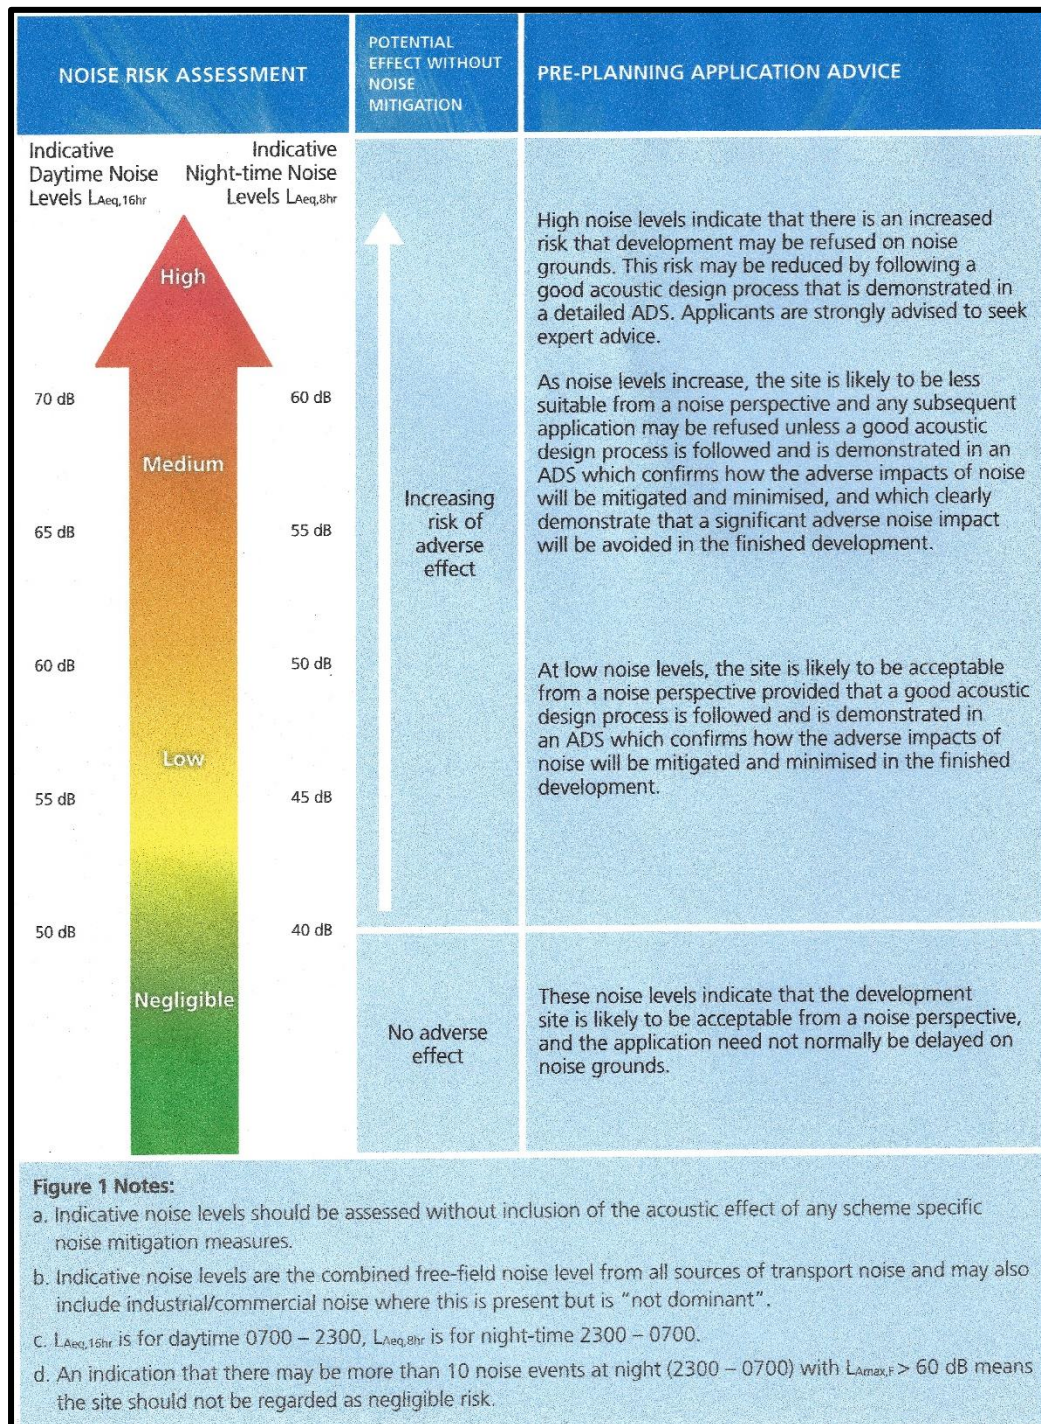 NOISE RISK ASSESSMENT
POTENTIAL
EFFECT WITHOUT
NOISE
MITIGATION
PRE-PLANNING APPLICATION ADVICE
Indicative
Daytime Noise
Levels LAeq,16hr
Indicative
Night-time Noise
Levels LAeq,8hr
High
70 dB
60 dB
Medium
65 dB
55 dB
60 dB
50 dB
Low
55 dB
45 dB
50 dB
40 dB
Negligible
Increasing
risk of
adverse
effect
No adverse
effect
High noise levels indicate that there is an increased
risk that development may be refused on noise
grounds. This risk may be reduced by following a
good acoustic design process that is demonstrated in
a detailed ADS. Applicants are strongly advised to seek
expert advice.
As noise levels increase, the site is likely to be less
suitable from a noise perspective and any subsequent
application may be refused unless a good acoustic
design process is followed and is demonstrated in an
ADS which confirms how the adverse impacts of noise
will be mitigated and minimised, and which clearly
demonstrate that a significant adverse noise impact
will be avoided in the finished development.
At low noise levels, the site is likely to be acceptable
from a noise perspective provided that a good acoustic
design process is followed and is demonstrated in
an ADS which confirms how the adverse impacts of
noise will be mitigated and minimised in the finished
development.
These noise levels indicate that the development
site is likely to be acceptable from a noise perspective,
and the application need not normally be delayed on
noise grounds.
Figure 1 Notes:
a. Indicative noise levels should be assessed without inclusion of the acoustic effect of any scheme specific
noise mitigation measures.
b. Indicative noise levels are the combined free-field noise level from all sources of transport noise and may also
include industrial/commercial noise where this is present but is “not dominant”.
c. LAeq,16hr is for daytime 0700 – 2300, LAeq,8hr is for night-time 2300 – 0700.
d. An indication that there may be more than 10 noise events at night (2300 – 0700) with LAmax,F > 60 dB means
the site should not be regarded as negligible risk.